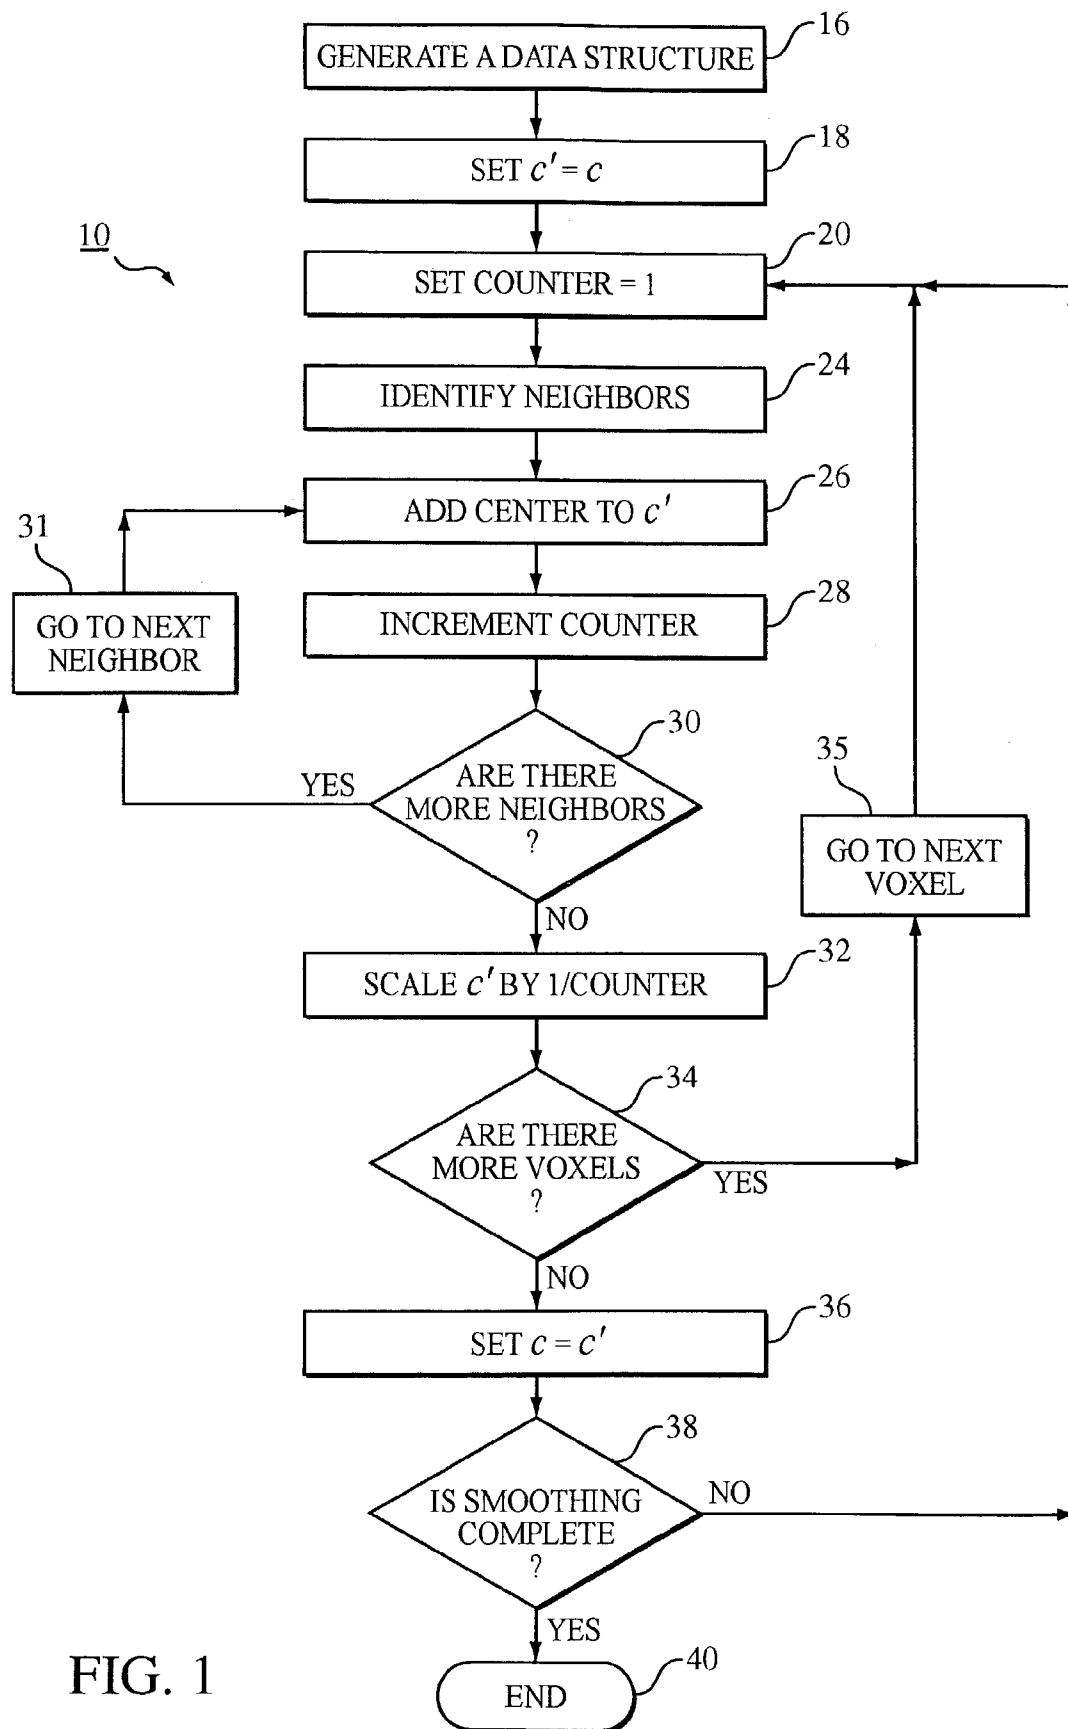 16
GENERATE A DATA STRUCTURE
18
SET c' = c
10
20
SET COUNTER = 1
24
IDENTIFY NEIGHBORS
26
ADD CENTER TO c'
31
28
GO TO NEXT
NEIGHBOR
INCREMENT COUNTER
30
YES
ARE THERE
MORE NEIGHBORS
?
35
GO TO NEXT
VOXEL
NO
32
SCALE c' BY 1/COUNTER
34
ARE THERE
MORE VOXELS
?
YES
NO
36
SET c = c'
38
IS SMOOTHING
COMPLETE
?
NO
YES
40
END
FIG. 1